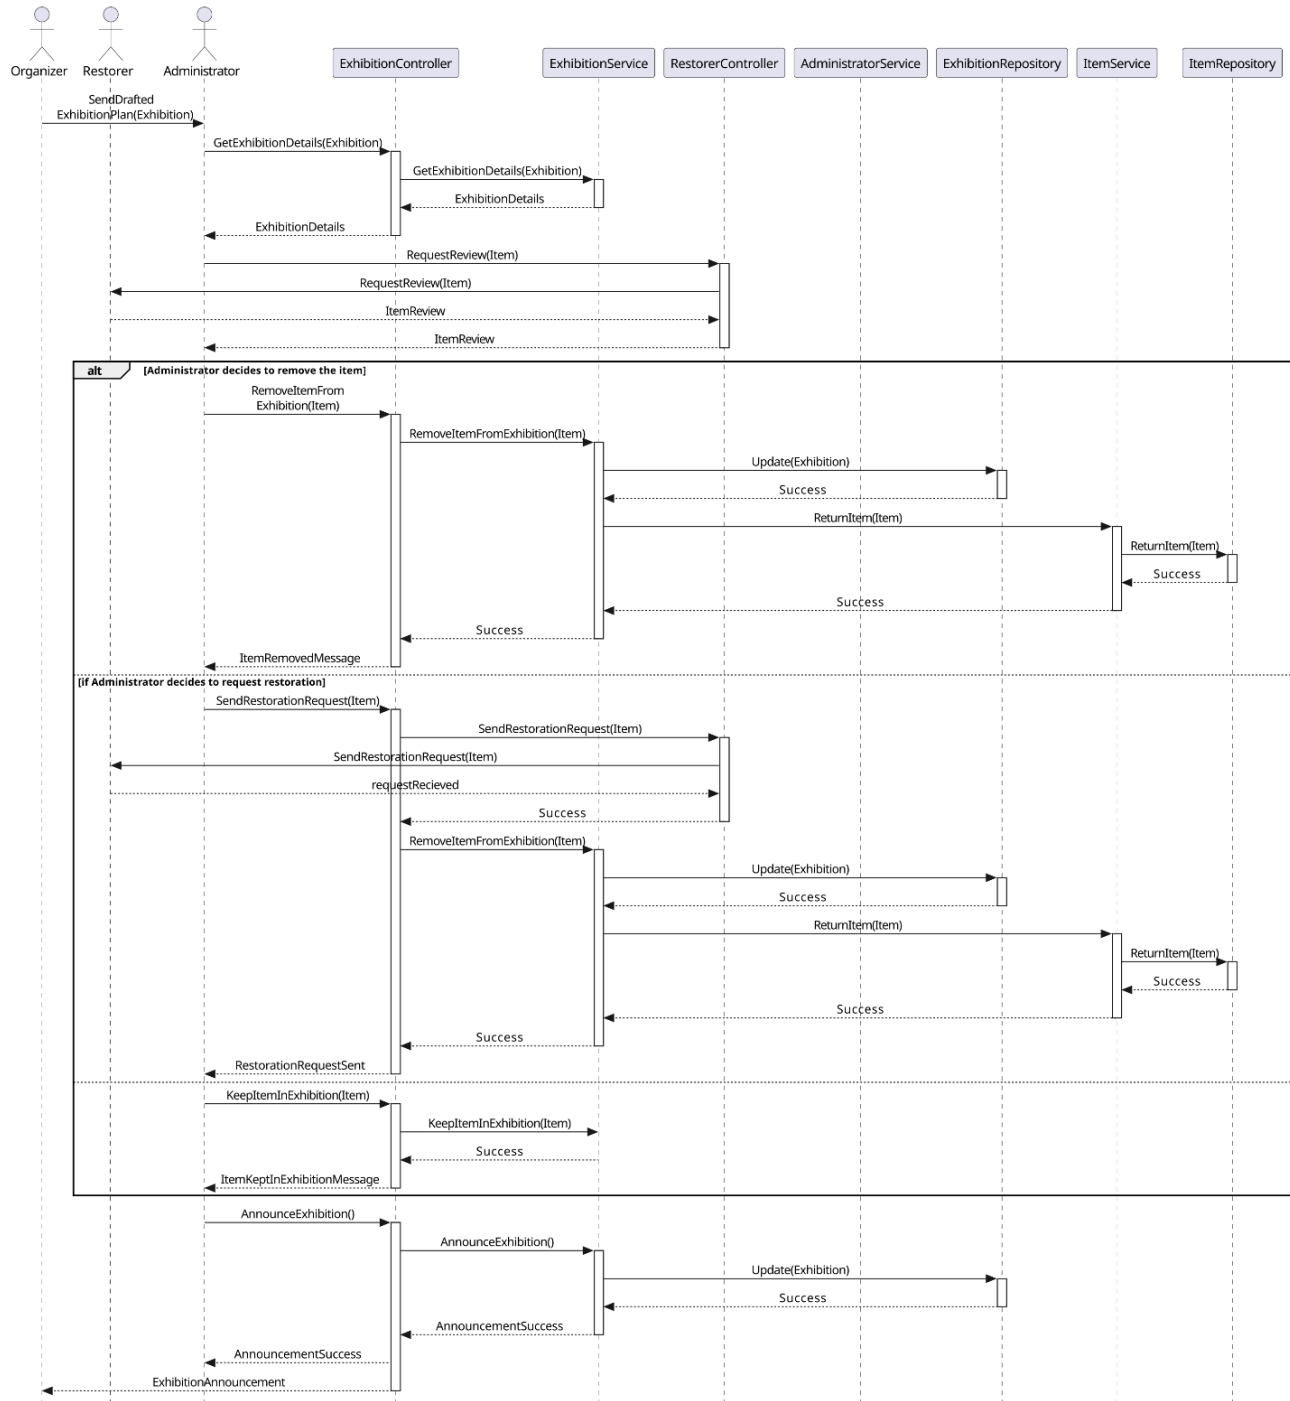 Organizer
Restorer
Administrator
ExhibitionController
ExhibitionService
RestorerController
AdministratorService
ExhibitionRepository
ItemService
ItemRepository
SendDrafted
ExhibitionPlan(Exhibition)
GetExhibitionDetails(Exhibition)
GetExhibitionDetails(Exhibition)
ExhibitionDetails
ExhibitionDetails
RequestReview(Item)
RequestReview(Item)
ItemReview
ItemReview
alt
[Administrator decides to remove the item]
RemoveItemFrom
Exhibition(Item)
RemoveItemFromExhibition(Item)
Update(Exhibition)
Success
ReturnItem(Item)
ReturnItem(Item)
Success
Success
Success
ItemRemovedMessage
[if Administrator decides to request restoration]
SendRestorationRequest(Item)
SendRestorationRequest(Item)
SendRestorationRequest(Item)
requestRecieved
Success
RemoveItemFromExhibition(Item)
Update(Exhibition)
Success
ReturnItem(Item)
ReturnItem(Item)
Success
Success
Success
RestorationRequestSent
KeepItemInExhibition(Item)
KeepItemInExhibition(Item)
Success
ItemKeptInExhibitionMessage
AnnounceExhibition()
AnnounceExhibition()
Update(Exhibition)
Success
AnnouncementSuccess
AnnouncementSuccess
ExhibitionAnnouncement